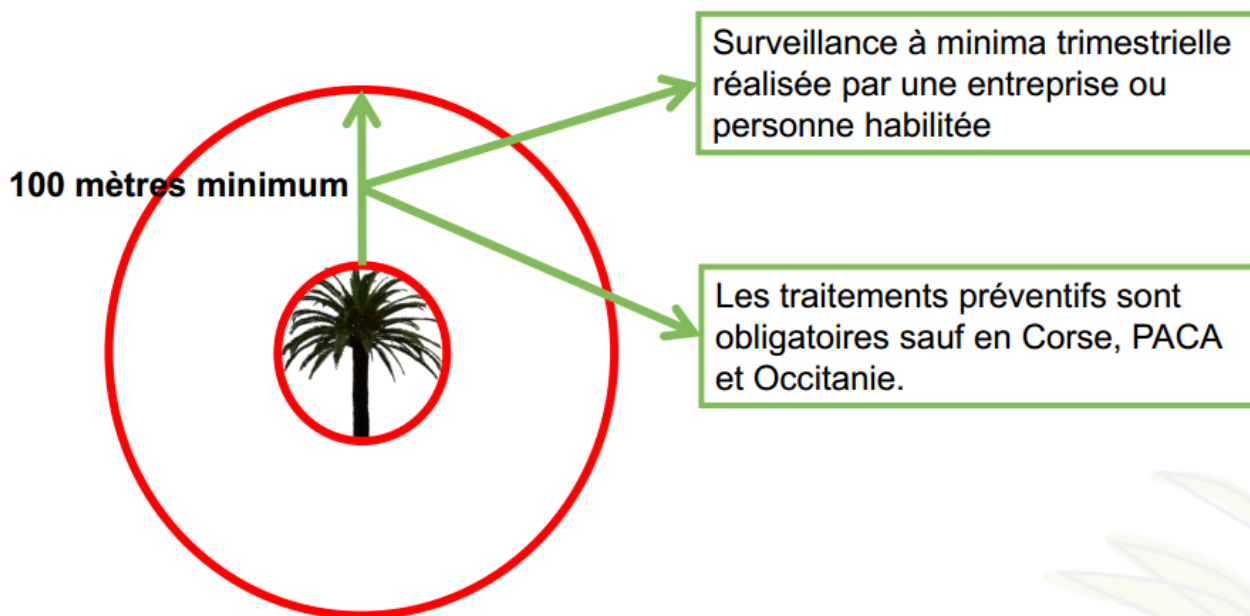 Surveillance à minima trimestrielle
réalisée par une entreprise ou
personne habilitée
100 mètres minimum
Les traitements préventifs sont
obligatoires sauf en Corse, PACA
et Occitanie.